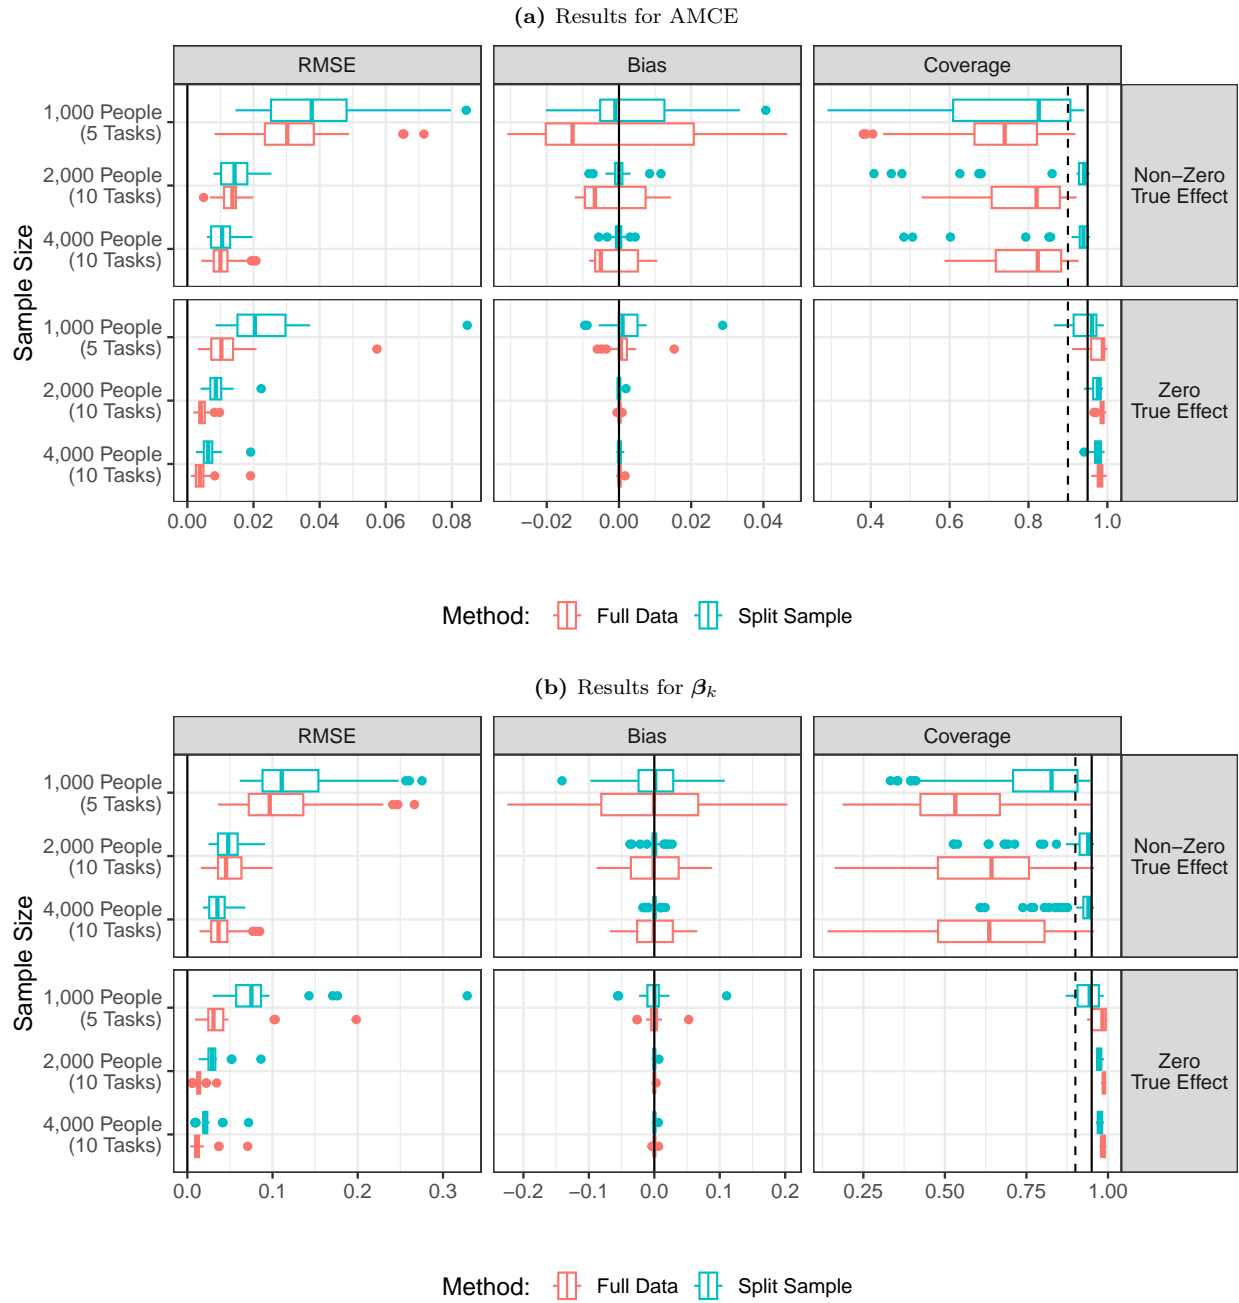 (a) Results for AMCE
RMSE Bias Coverage
Sample Size
1,000 People
(5 Tasks)
2,000 People
(10 Tasks)
4,000 People
(10 Tasks)
Non−Zero
True Effect
1,000 People
(5 Tasks)
2,000 People
(10 Tasks)
4,000 People
(10 Tasks)
Zero
True Effect
0.00 0.02 0.04 0.06 0.08 −0.02 0.00 0.02 0.04 0.4 0.6 0.8 1.0
Method: Full Data Split Sample
(b) Results for βk
RMSE Bias Coverage
Sample Size
1,000 People
(5 Tasks)
2,000 People
(10 Tasks)
4,000 People
(10 Tasks)
Non−Zero
True Effect
1,000 People
(5 Tasks)
2,000 People
(10 Tasks)
4,000 People
(10 Tasks)
Zero
True Effect
0.0 0.1 0.2 0.3 −0.2 −0.1 0.0 0.1 0.2 0.25 0.50 0.75 1.00
Method: Full Data Split Sample